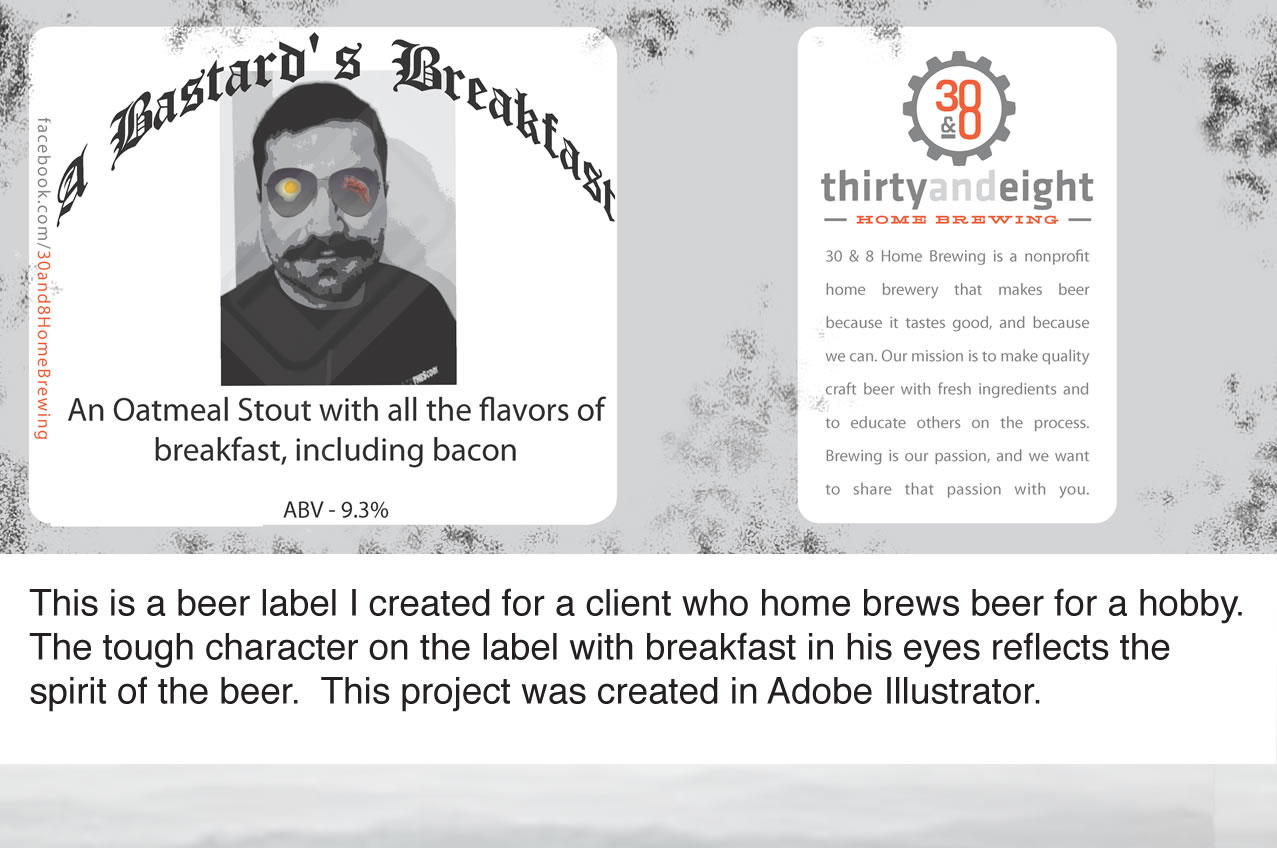 A Bastard's Breakfast
facebook.com/30and8HomeBrewing
An Oatmeal Stout with all the flavors of
breakfast, including bacon
ABV - 9.3%
30
&8
thirtyandeight
HOME BREWING
30 & 8 Home Brewing is a nonprofit
home brewery that makes beer
because it tastes good, and because
we can. Our mission is to make quality
craft beer with fresh ingredients and
to educate others on the process.
Brewing is our passion, and we want
to share that passion with you.
This is a beer label I created for a client who home brews beer for a hobby.
The tough character on the label with breakfast in his eyes reflects the
spirit of the beer.  This project was created in Adobe Illustrator.